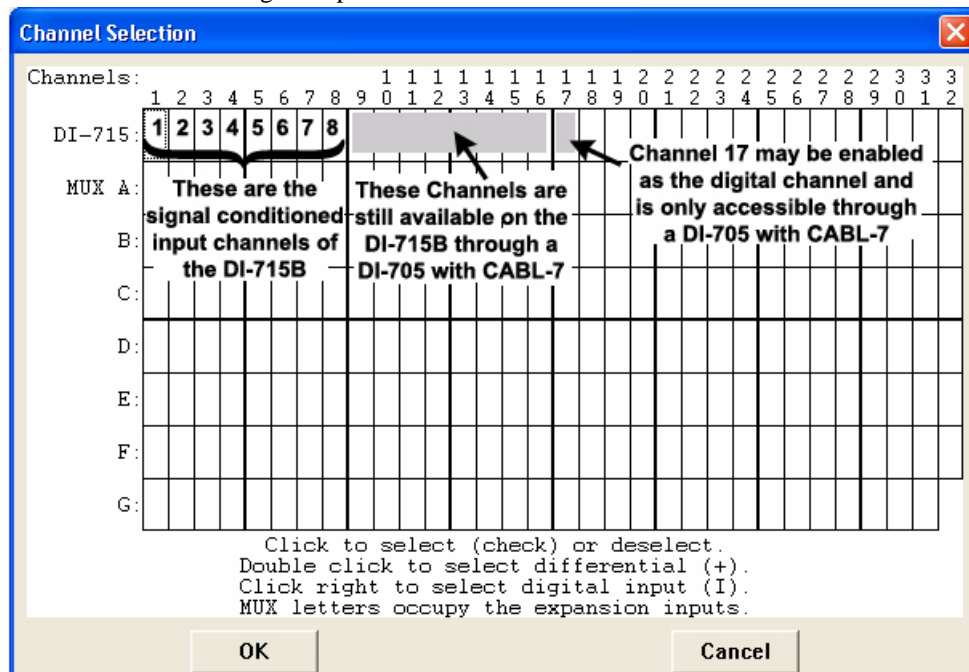 Channel Selection
Channels: 1 1 1 1 1 1 1 1 1 1 2 2 2 2 2 2 2 2 2 2 3 3 3
1 2 3 4 5 6 7 8 9 0 1 2 3 4 5 6 7 8 9 0 1 2 3 4 5 6 7 8 9 0 1 2
DI-715: 1 2 3 4 5 6 7 8
MUX A:
B:
C:
D:
E:
F:
G:
These are the
signal conditioned
input channels of
the DI-715B
These Channels are
still available on the
DI-715B through a
DI-705 with CABL-7
Channel 17 may be enabled
as the digital channel and
is only accessible through
a DI-705 with CABL-7
Click to select (check) or deselect.
Double click to select differential (+).
Click right to select digital input (I).
MUX letters occupy the expansion inputs.
OK
Cancel